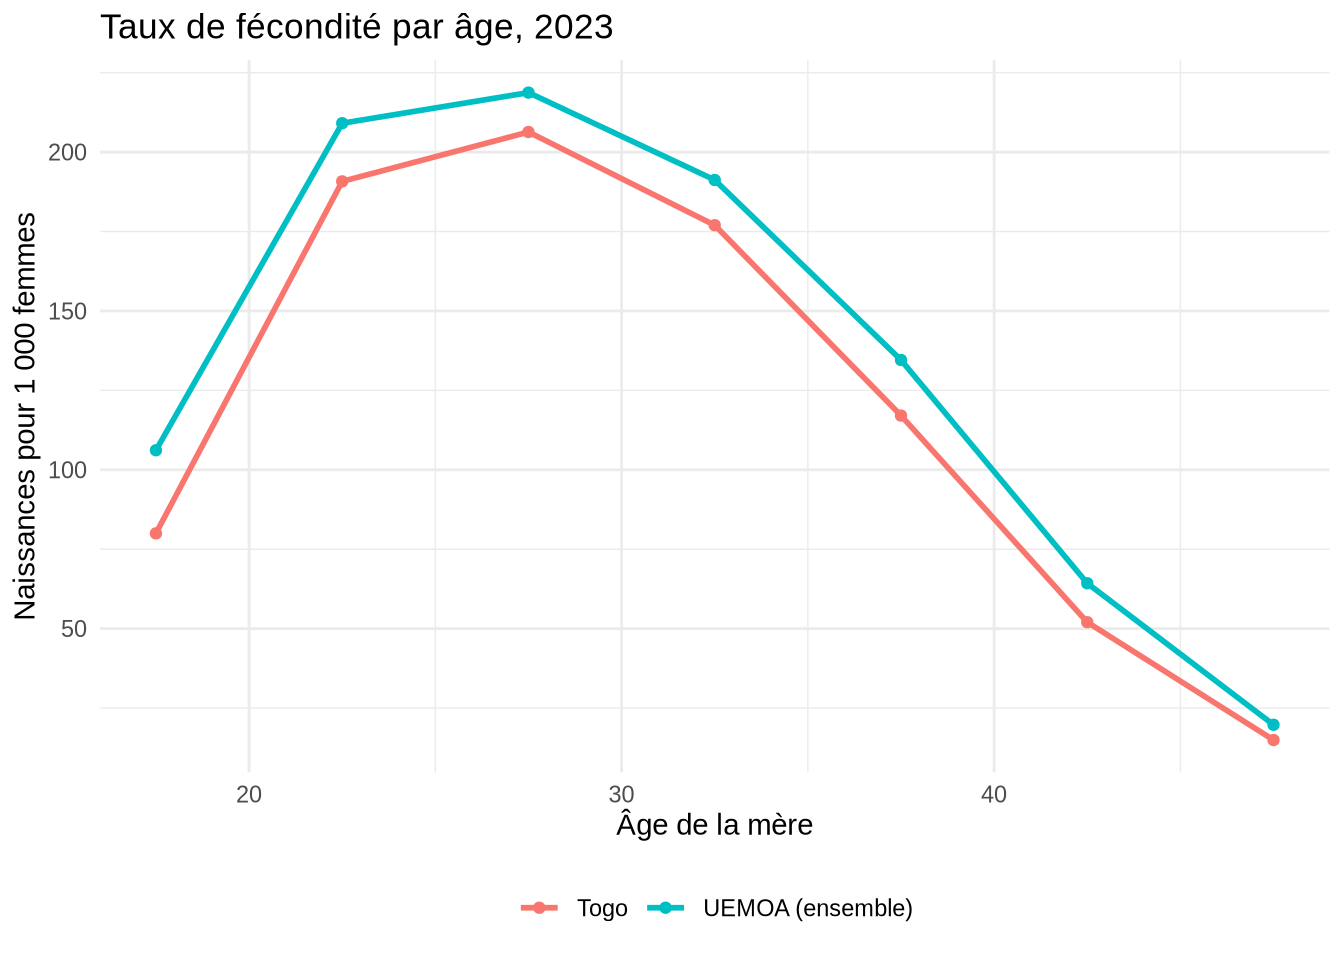 Taux de fécondité par âge, 2023
Naissances pour 1 000 femmes
200
150
100
50
20 30 40
Âge de la mère
Togo UEMOA (ensemble)